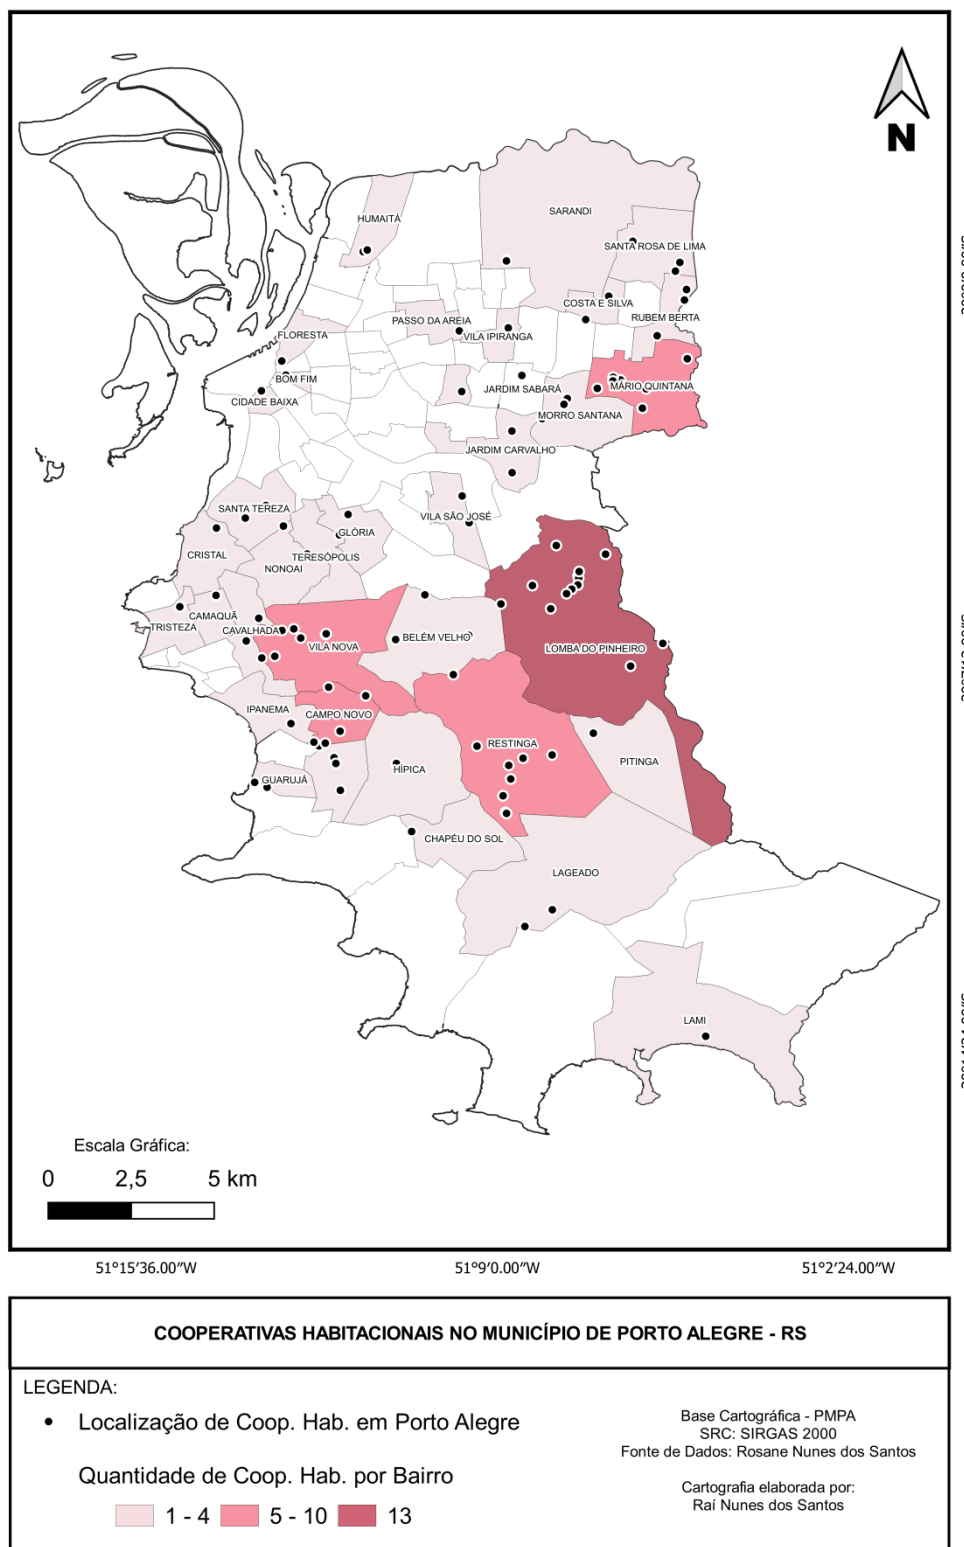 N
HUMAITÁ
SARANDI
SANTA ROSA DE LIMA
COSTA E SILVA
RUBEM BERTA
PASSO DA AREIA
VILA IPIRANGA
FLORESTA
BOM FIM
CIDADE BAIXA
JARDIM SABARÁ
MÁRIO QUINTANA
MORRO SANTANA
JARDIM CARVALHO
SANTA TEREZA
VILA SÃO JOSÉ
GLÓRIA
CRISTAL
TERESÓPOLIS
NONOAI
CAMAQUÃ
TRISTEZA
CAVALHADA
VILA NOVA
BELÉM VELHO
LOMBA DO PINHEIRO
IPANEMA
CAMPO NOVO
RESTINGA
PITINGA
HÍPICA
GUARUJÁ
CHAPÉU DO SOL
LAGEADO
LAMI
Escala Gráfica:
0 2,5 5 km
51°15'36.00"W 51°9'0.00"W 51°2'24.00"W
COOPERATIVAS HABITACIONAIS NO MUNICÍPIO DE PORTO ALEGRE - RS
LEGENDA:
Localização de Coop. Hab. em Porto Alegre
Quantidade de Coop. Hab. por Bairro
1 - 4 5 - 10 13
Base Cartográfica - PMPA
SRC: SIRGAS 2000
Fonte de Dados: Rosane Nunes dos Santos
Cartografia elaborada por:
Raí Nunes dos Santos